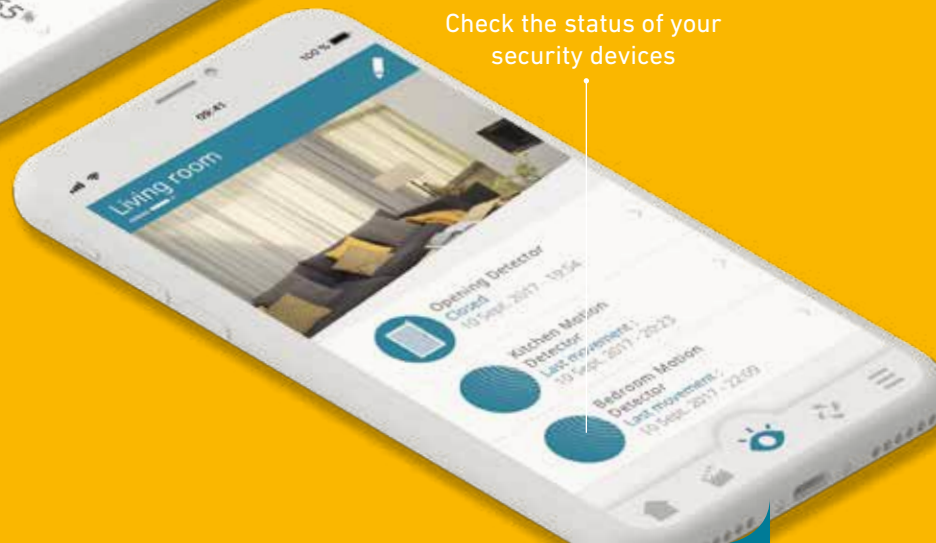 Check the status of your
security devices
100 %
09:41
Living room
Opening Detector
Closed
10 Sept. 2017 - 19:54
Kitchen Motion
Detector
Last movement :
10 Sept. 2017 - 20:23
Bedroom Motion
Detector
Last movement :
10 Sept. 2017 - 22:09